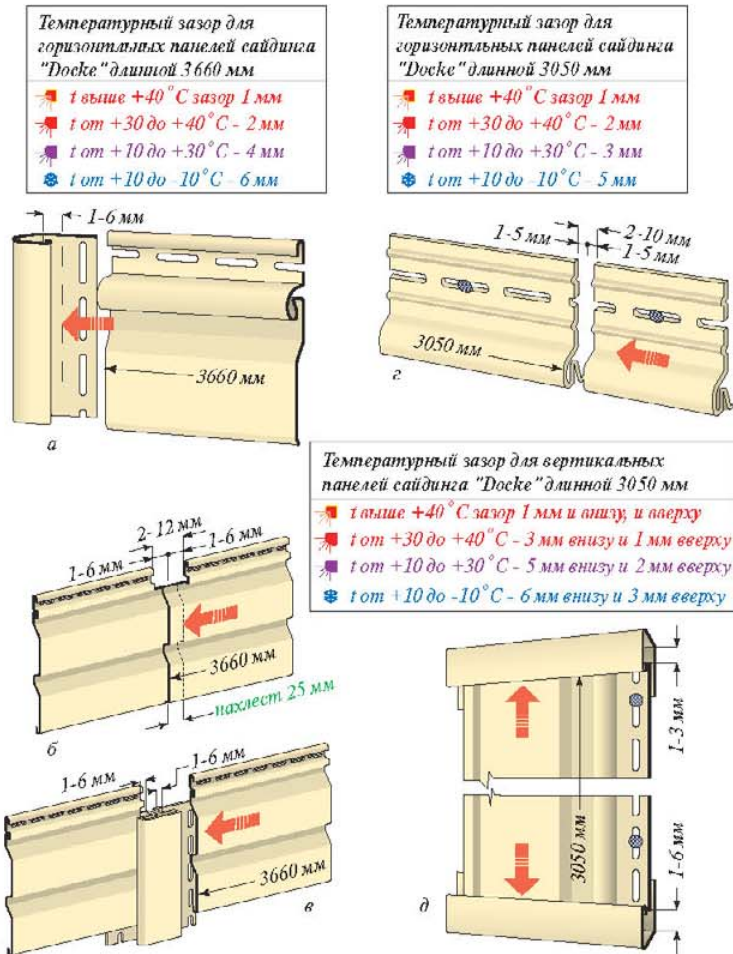 Температурный зазор для
горизонтльных панелей сайдинга
"Docke" длинной 3660 мм
t выше +40°C зазор 1 мм
t от +30 до +40°C - 2 мм
t от +10 до +30°C - 4 мм
t от +10 до -10°C - 6 мм
Температурный зазор для
горизонтльных панелей сайдинга
"Docke" длинной 3050 мм
t выше +40°C зазор 1 мм
t от +30 до +40°C - 2 мм
t от +10 до +30°C - 3 мм
t от +10 до -10°C - 5 мм
1-6 мм
3660 мм
а
1-5 мм
2-10 мм
1-5мм
3050 мм
г
Температурный зазор для вертикальных
панелей сайдинга "Docke" длинной 3050 мм
t выше +40°C зазор 1 мм и внизу, и вверху
t от +30 до +40°C - 3 мм внизу и 1 мм вверху
t от +10 до +30°C - 5 мм внизу и 2 мм вверху
t от +10 до -10°C - 6 мм внизу и 3 мм вверху
2-12 мм
1-6 мм
1-6 мм
3660 мм
нахлест 25 мм
б
1-6 мм
1-6 мм
3660 мм
в
1-3 мм
3050 мм
1-6 мм
д